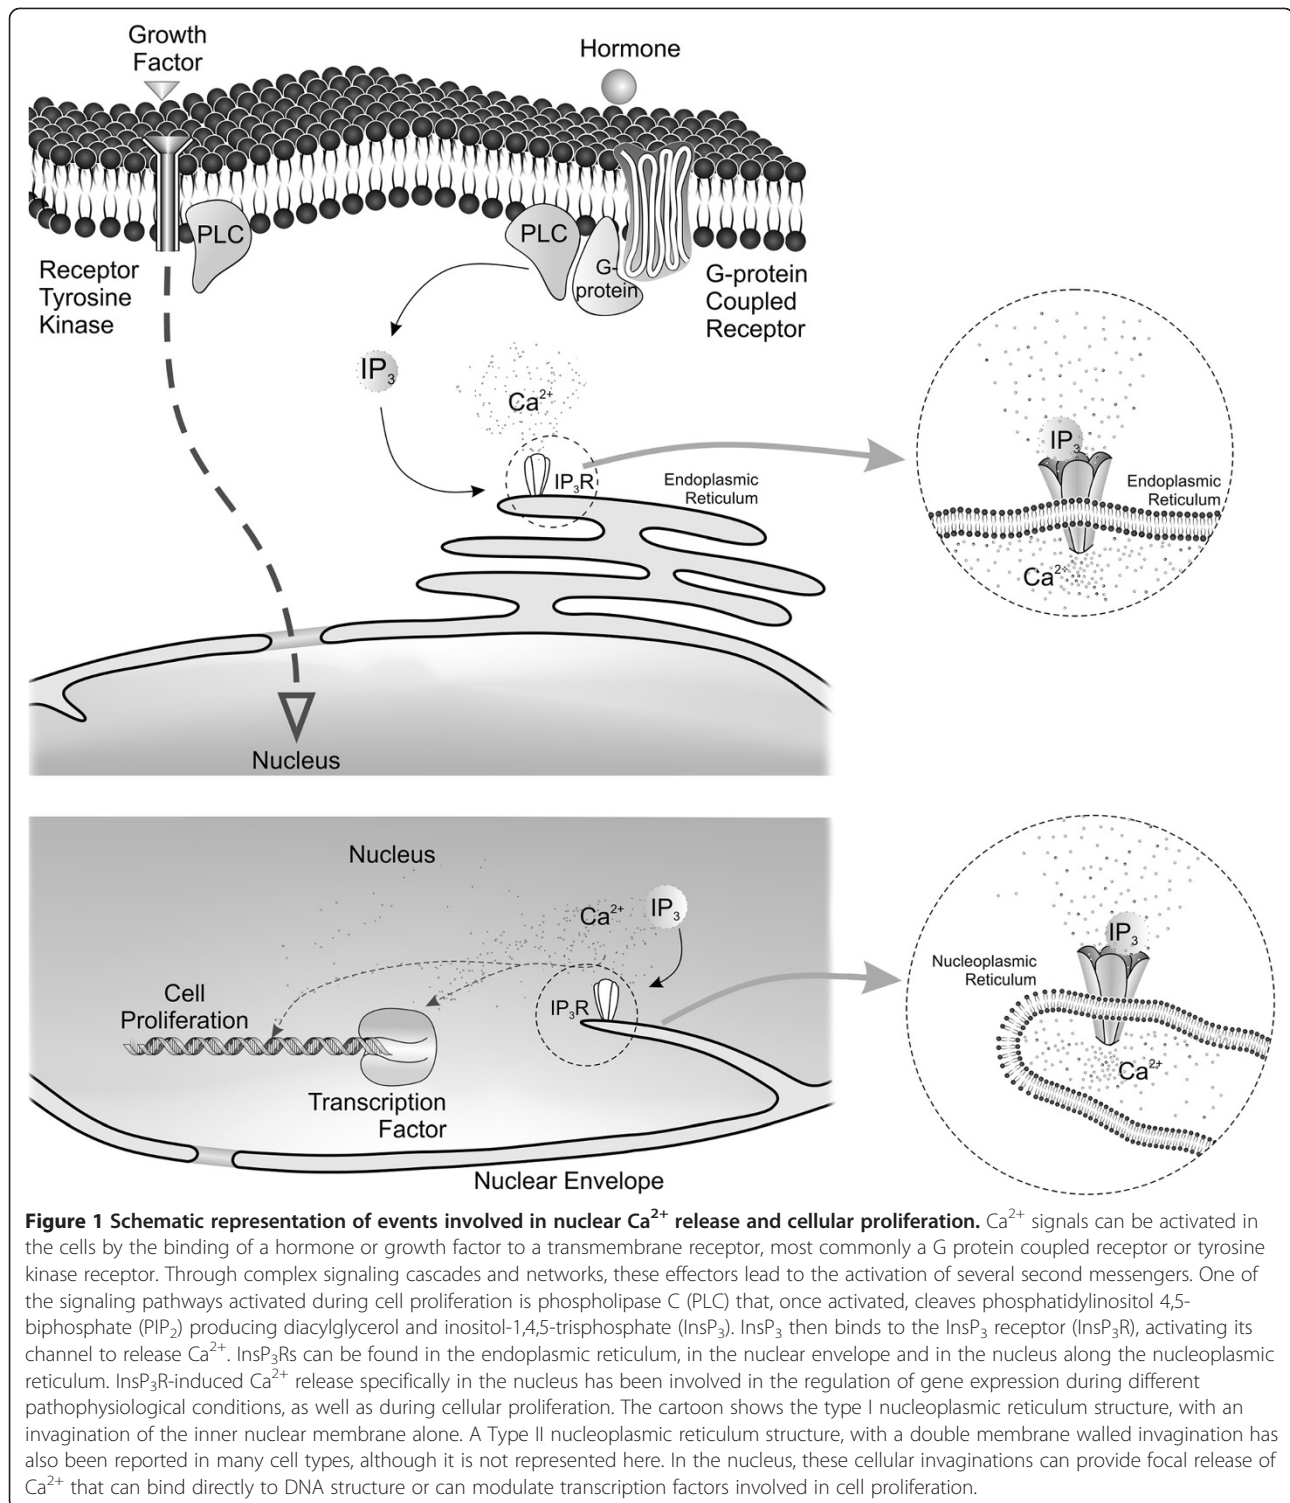 Growth
Factor
Hormone
PLC
PLC
G-
protein
Receptor
Tyrosine
Kinase
G-protein
Coupled
Receptor
IP₃
Ca²⁺
IP₃R
Endoplasmic
Reticulum
IP₃
Endoplasmic
Reticulum
Ca²⁺
Nucleus
Nucleus
Ca²⁺
IP₃
IP₃R
Cell
Proliferation
Transcription
Factor
Nuclear Envelope
IP₃
Nucleoplasmic
Reticulum
Ca²⁺
Figure 1 Schematic representation of events involved in nuclear Ca²⁺ release and cellular proliferation. Ca²⁺ signals can be activated in
the cells by the binding of a hormone or growth factor to a transmembrane receptor, most commonly a G protein coupled receptor or tyrosine
kinase receptor. Through complex signaling cascades and networks, these effectors lead to the activation of several second messengers. One of
the signaling pathways activated during cell proliferation is phospholipase C (PLC) that, once activated, cleaves phosphatidylinositol 4,5-
biphosphate (PIP₂) producing diacylglycerol and inositol-1,4,5-trisphosphate (InsP₃). InsP₃ then binds to the InsP₃ receptor (InsP₃R), activating its
channel to release Ca²⁺. InsP₃Rs can be found in the endoplasmic reticulum, in the nuclear envelope and in the nucleus along the nucleoplasmic
reticulum. InsP₃R-induced Ca²⁺ release specifically in the nucleus has been involved in the regulation of gene expression during different
pathophysiological conditions, as well as during cellular proliferation. The cartoon shows the type I nucleoplasmic reticulum structure, with an
invagination of the inner nuclear membrane alone. A Type II nucleoplasmic reticulum structure, with a double membrane walled invagination has
also been reported in many cell types, although it is not represented here. In the nucleus, these cellular invaginations can provide focal release of
Ca²⁺ that can bind directly to DNA structure or can modulate transcription factors involved in cell proliferation.